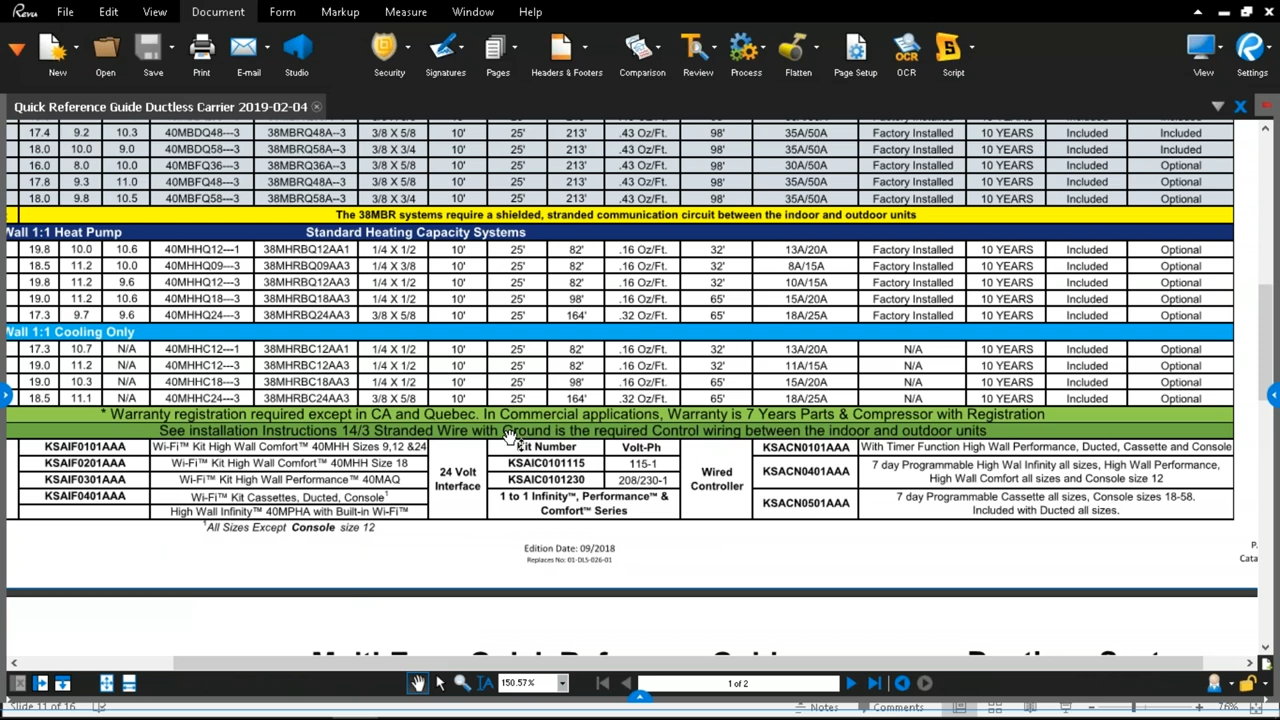 Revu File Edit View Document Form Markup Measure Window Help
New Open Save Print E-mail Studio Security Signatures Pages Headers & Footers Comparison Review Process Flatten Page Setup OCR Script View Settings
Quick Reference Guide Ductless Carrier 2019-02-04
17.4 9.2 10.3 40MBDQ48---3 38MBRQ48A--3 3/8 X 5/8 10' 25' 213' .43 Oz/Ft. 98' 35A/50A Factory Installed 10 YEARS Included Included
18.0 10.0 9.0 40MBDQ58---3 38MBRQ58A--3 3/8 X 3/4 10' 25' 213' .43 Oz/Ft. 98' 35A/50A Factory Installed 10 YEARS Included Included
16.0 8.0 10.0 40MBFQ36---3 38MBRQ36A--3 3/8 X 5/8 10' 25' 213' .43 Oz/Ft. 98' 30A/50A Factory Installed 10 YEARS Included Optional
17.8 9.3 11.0 40MBFQ48---3 38MBRQ48A--3 3/8 X 5/8 10' 25' 213' .43 Oz/Ft. 98' 35A/50A Factory Installed 10 YEARS Included Optional
18.0 9.8 10.5 40MBFQ58---3 38MBRQ58A--3 3/8 X 3/4 10' 25' 213' .43 Oz/Ft. 98' 35A/50A Factory Installed 10 YEARS Included Optional
The 38MBR systems require a shielded, stranded communication circuit between the indoor and outdoor units
Wall 1:1 Heat Pump Standard Heating Capacity Systems
19.8 10.0 10.6 40MHHQ12---1 38MHRBQ12AA1 1/4 X 1/2 10' 25' 82' .16 Oz/Ft. 32' 13A/20A Factory Installed 10 YEARS Included Optional
18.5 11.2 10.0 40MHHQ09---3 38MHRBQ09AA3 1/4 X 3/8 10' 25' 82' .16 Oz/Ft. 32' 8A/15A Factory Installed 10 YEARS Included Optional
19.8 11.2 9.6 40MHHQ12---3 38MHRBQ12AA3 1/4 X 1/2 10' 25' 82' .16 Oz/Ft. 32' 10A/15A Factory Installed 10 YEARS Included Optional
19.0 11.2 10.6 40MHHQ18---3 38MHRBQ18AA3 1/4 X 1/2 10' 25' 98' .16 Oz/Ft. 65' 15A/20A Factory Installed 10 YEARS Included Optional
17.3 9.7 9.6 40MHHQ24---3 38MHRBQ24AA3 3/8 X 5/8 10' 25' 164' .32 Oz/Ft. 65' 18A/25A Factory Installed 10 YEARS Included Optional
Wall 1:1 Cooling Only
17.3 10.7 N/A 40MHHC12---1 38MHRBC12AA1 1/4 X 1/2 10' 25' 82' .16 Oz/Ft. 32' 13A/20A N/A 10 YEARS Included Optional
19.0 11.2 N/A 40MHHC12---3 38MHRBC12AA3 1/4 X 1/2 10' 25' 82' .16 Oz/Ft. 32' 11A/15A N/A 10 YEARS Included Optional
19.0 10.3 N/A 40MHHC18---3 38MHRBC18AA3 1/4 X 1/2 10' 25' 98' .16 Oz/Ft. 65' 15A/20A N/A 10 YEARS Included Optional
18.5 11.1 N/A 40MHHC24---3 38MHRBC24AA3 3/8 X 5/8 10' 25' 164' .32 Oz/Ft. 65' 18A/25A N/A 10 YEARS Included Optional
* Warranty registration required except in CA and Quebec. In Commercial applications, Warranty is 7 Years Parts & Compressor with Registration
See installation Instructions 14/3 Stranded Wire with Ground is the required Control wiring between the indoor and outdoor units
KSAIF0101AAA Wi-Fi™ Kit High Wall Comfort™ 40MHH Sizes 9,12 &24
KSAIF0201AAA Wi-Fi™ Kit High Wall Comfort™ 40MHH Size 18
KSAIF0301AAA Wi-Fi™ Kit High Wall Performance™ 40MAQ
KSAIF0401AAA Wi-Fi™ Kit Cassettes, Ducted, Console¹
High Wall Infinity™ 40MPHA with Built-in Wi-Fi™
¹All Sizes Except Console size 12
24 Volt
Interface
Kit Number Volt-Ph
KSAIC0101115 115-1
KSAIC0101230 208/230-1
1 to 1 Infinity™, Performance™ &
Comfort™ Series
Wired
Controller
KSACN0101AAA With Timer Function High Wall Performance, Ducted, Cassette and Console
KSACN0401AAA 7 day Programmable High Wal Infinity all sizes, High Wall Performance,
High Wall Comfort all sizes and Console size 12
KSACN0501AAA 7 day Programmable Cassette all sizes, Console sizes 18-58.
Included with Ducted all sizes.
Edition Date: 09/2018
Replaces No: 01-DLS-026-01
150.57% 1 of 2
Slide 11 of 16 Notes Comments 76%